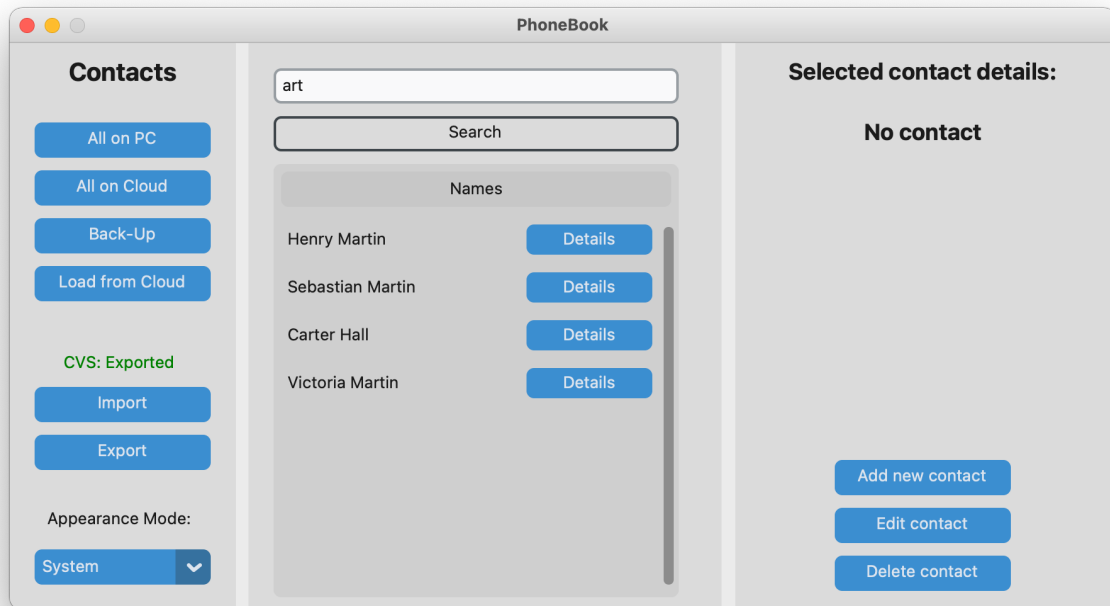 PhoneBook
Contacts
All on PC
All on Cloud
Back-Up
Load from Cloud
CVS: Exported
Import
Export
Appearance Mode:
System
art
Search
Names
Henry Martin Details
Sebastian Martin Details
Carter Hall Details
Victoria Martin Details
Selected contact details:
No contact
Add new contact
Edit contact
Delete contact